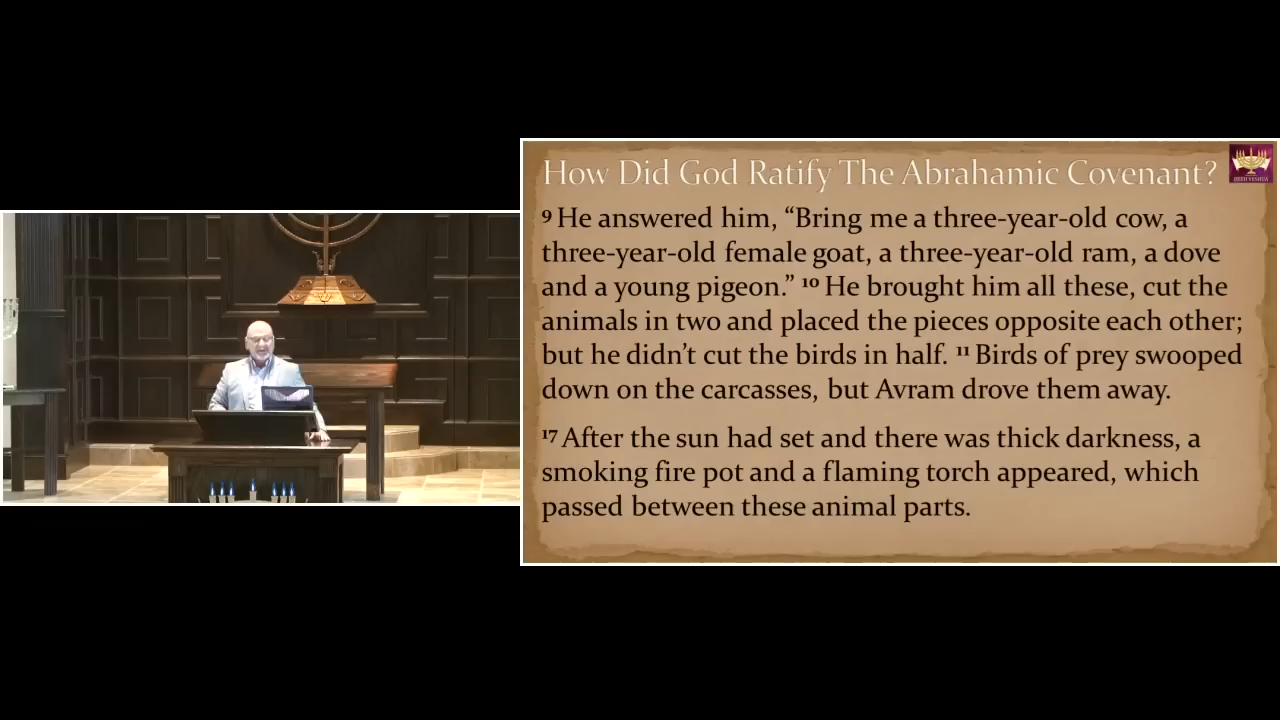 How Did God Ratify The Abrahamic Covenant?
⁹ He answered him, “Bring me a three-year-old cow, a
three-year-old female goat, a three-year-old ram, a dove
and a young pigeon.” ¹⁰ He brought him all these, cut the
animals in two and placed the pieces opposite each other;
but he didn’t cut the birds in half. ¹¹ Birds of prey swooped
down on the carcasses, but Avram drove them away.
¹⁷ After the sun had set and there was thick darkness, a
smoking fire pot and a flaming torch appeared, which
passed between these animal parts.